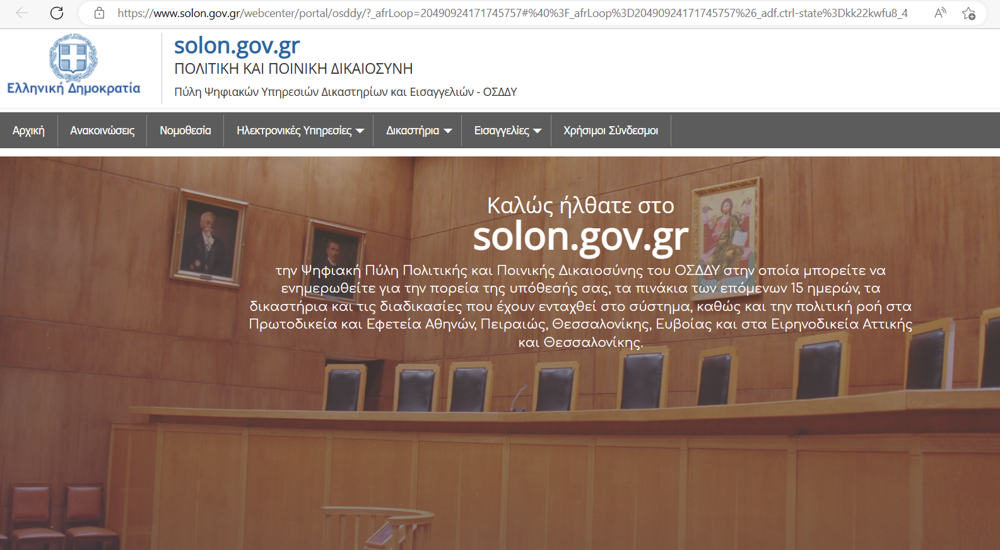 https://www.solon.gov.gr/webcenter/portal/osddy/?_afrLoop=20490924171745757#%40%3F_afrLoop%3D20490924171745757%26_adf.ctrl-state%3Dkk22kwfu8_4
Ελληνική Δημοκρατία
solon.gov.gr
ΠΟΛΙΤΙΚΗ ΚΑΙ ΠΟΙΝΙΚΗ ΔΙΚΑΙΟΣΥΝΗ
Πύλη Ψηφιακών Υπηρεσιών Δικαστηρίων και Εισαγγελιών - ΟΣΔΔΥ
Αρχική Ανακοινώσεις Νομοθεσία Ηλεκτρονικές Υπηρεσίες Δικαστήρια Εισαγγελίες Χρήσιμοι Σύνδεσμοι
Καλώς ήλθατε στο
solon.gov.gr
την Ψηφιακή Πύλη Πολιτικής και Ποινικής Δικαιοσύνης του ΟΣΔΔΥ στην οποία μπορείτε να
ενημερωθείτε για την πορεία της υπόθεσής σας, τα πινάκια των επόμενων 15 ημερών, τα
δικαστήρια και τις διαδικασίες που έχουν ενταχθεί στο σύστημα, καθώς και την πολιτική ροή στα
Πρωτοδικεία και Εφετεία Αθηνών, Πειραιώς, Θεσσαλονίκης, Ευβοίας και στα Ειρηνοδικεία Αττικής
και Θεσσαλονίκης.